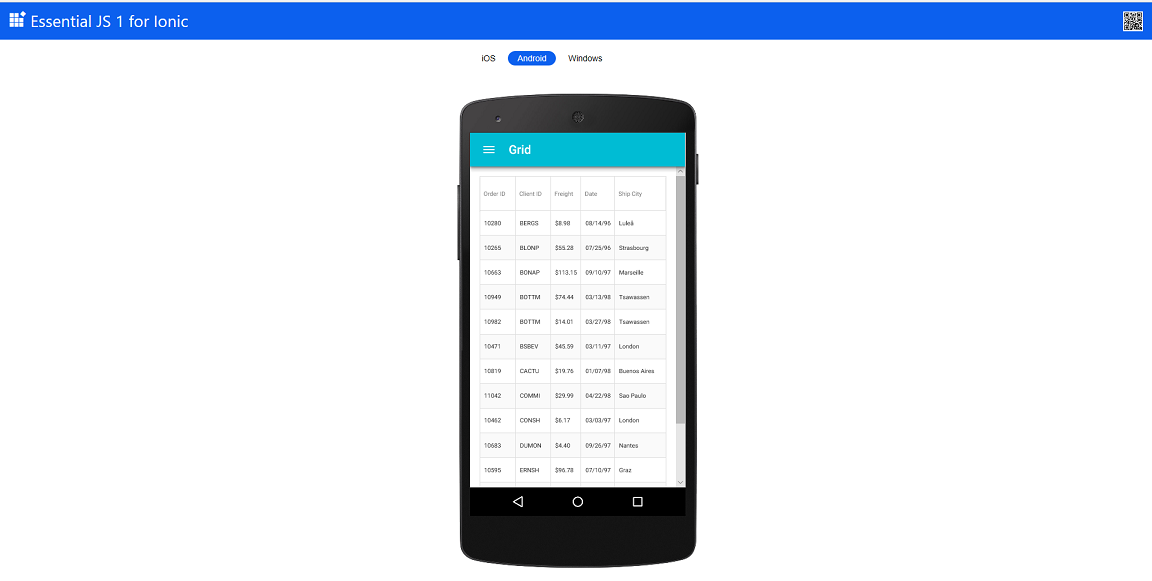 Essential JS 1 for Ionic
iOS Android Windows
Grid
Order ID Client ID Freight Date Ship City
10280 BERGS $8.98 08/14/96 Luleå
10265 BLONP $55.28 07/25/96 Strasbourg
10663 BONAP $113.15 09/10/97 Marseille
10949 BOTTM $74.44 03/13/98 Tsawassen
10982 BOTTM $14.01 03/27/98 Tsawassen
10471 BSBEV $45.59 03/11/97 London
10819 CACTU $19.76 01/07/98 Buenos Aires
11042 COMMI $29.99 04/22/98 Sao Paulo
10462 CONSH $6.17 03/03/97 London
10683 DUMON $4.40 09/26/97 Nantes
10595 ERNSH $96.78 07/10/97 Graz